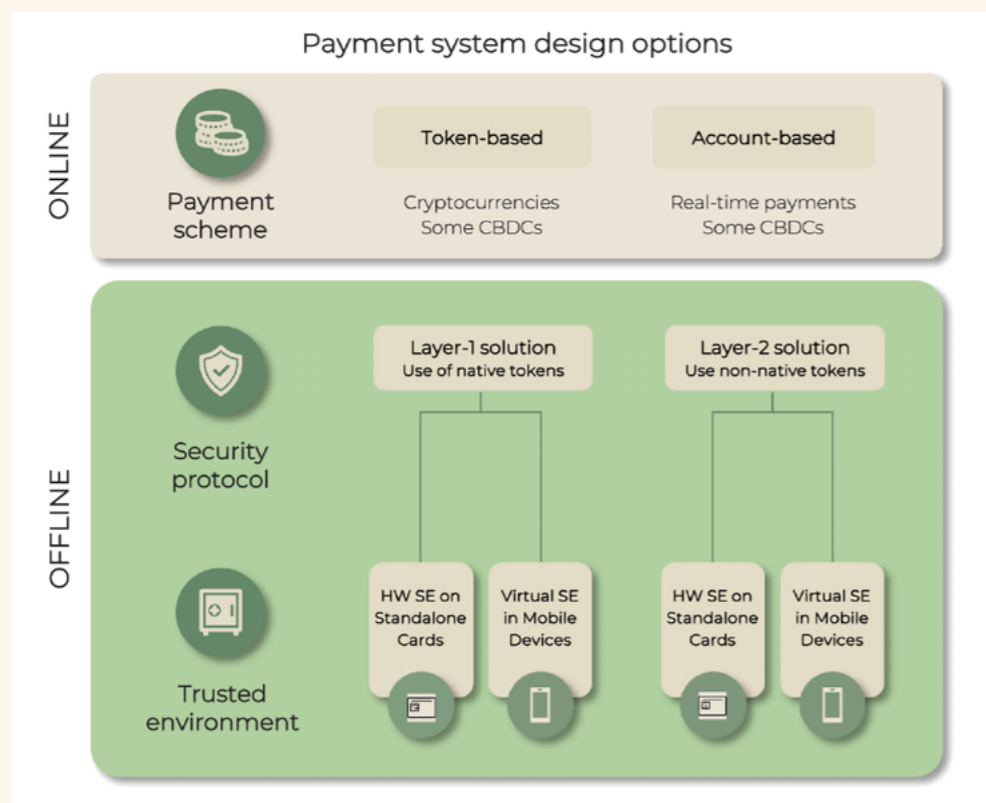 Payment system design options
ONLINE
Payment
scheme
Token-based
Cryptocurrencies
Some CBDCs
Account-based
Real-time payments
Some CBDCs
OFFLINE
Security
protocol
Layer-1 solution
Use of native tokens
Layer-2 solution
Use non-native tokens
Trusted
environment
HW SE on
Standalone
Cards
Virtual SE
in Mobile
Devices
HW SE on
Standalone
Cards
Virtual SE
in Mobile
Devices